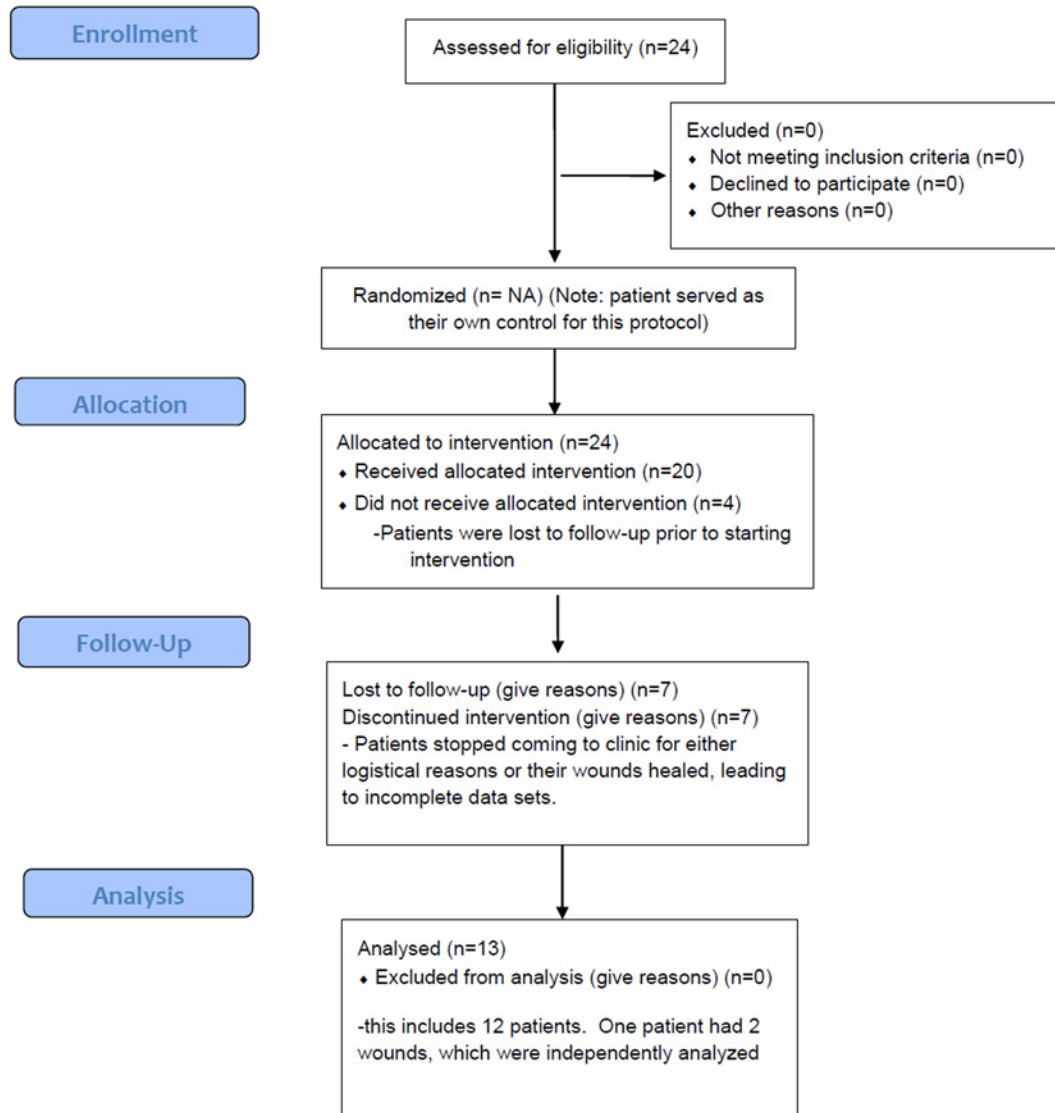 Enrollment
Assessed for eligibility (n=24)
Excluded (n=0)
⬥ Not meeting inclusion criteria (n=0)
⬥ Declined to participate (n=0)
⬥ Other reasons (n=0)
Randomized (n= NA) (Note: patient served as
their own control for this protocol)
Allocation
Allocated to intervention (n=24)
⬥ Received allocated intervention (n=20)
⬥ Did not receive allocated intervention (n=4)
-Patients were lost to follow-up prior to starting
intervention
Follow-Up
Lost to follow-up (give reasons) (n=7)
Discontinued intervention (give reasons) (n=7)
- Patients stopped coming to clinic for either
logistical reasons or their wounds healed, leading
to incomplete data sets.
Analysis
Analysed (n=13)
⬥ Excluded from analysis (give reasons) (n=0)
-this includes 12 patients.  One patient had 2
wounds, which were independently analyzed